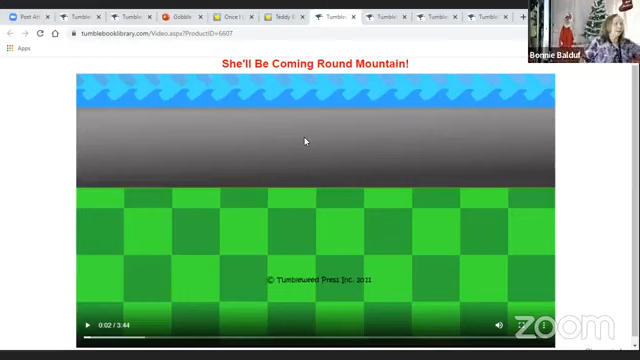 Post Att
Tumble
Tumble
Gobble
Once I
Teddy
Tumble
Tumble
Tumble
Tumble
tumblebooklibrary.com/Video.aspx?ProductID=6607
Apps
Bonnie Balduf
She'll Be Coming Round Mountain!
© Tumbleweed Press Inc. 2011
0:02 / 3:44
zoom